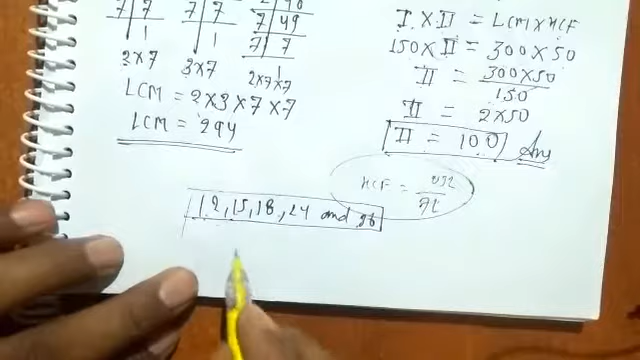 7 | 7
1
3×7
7 | 7
1
3×7
7 | 49
7 | 7
1
2×7×7
LCM = 2×3×7×7
LCM = 294
I × II = LCM×HCF
150×II = 300×50
II = 300×50
150
II = 2×50
II = 100 Ans
HCF =
12, 15, 18, 24 and 36